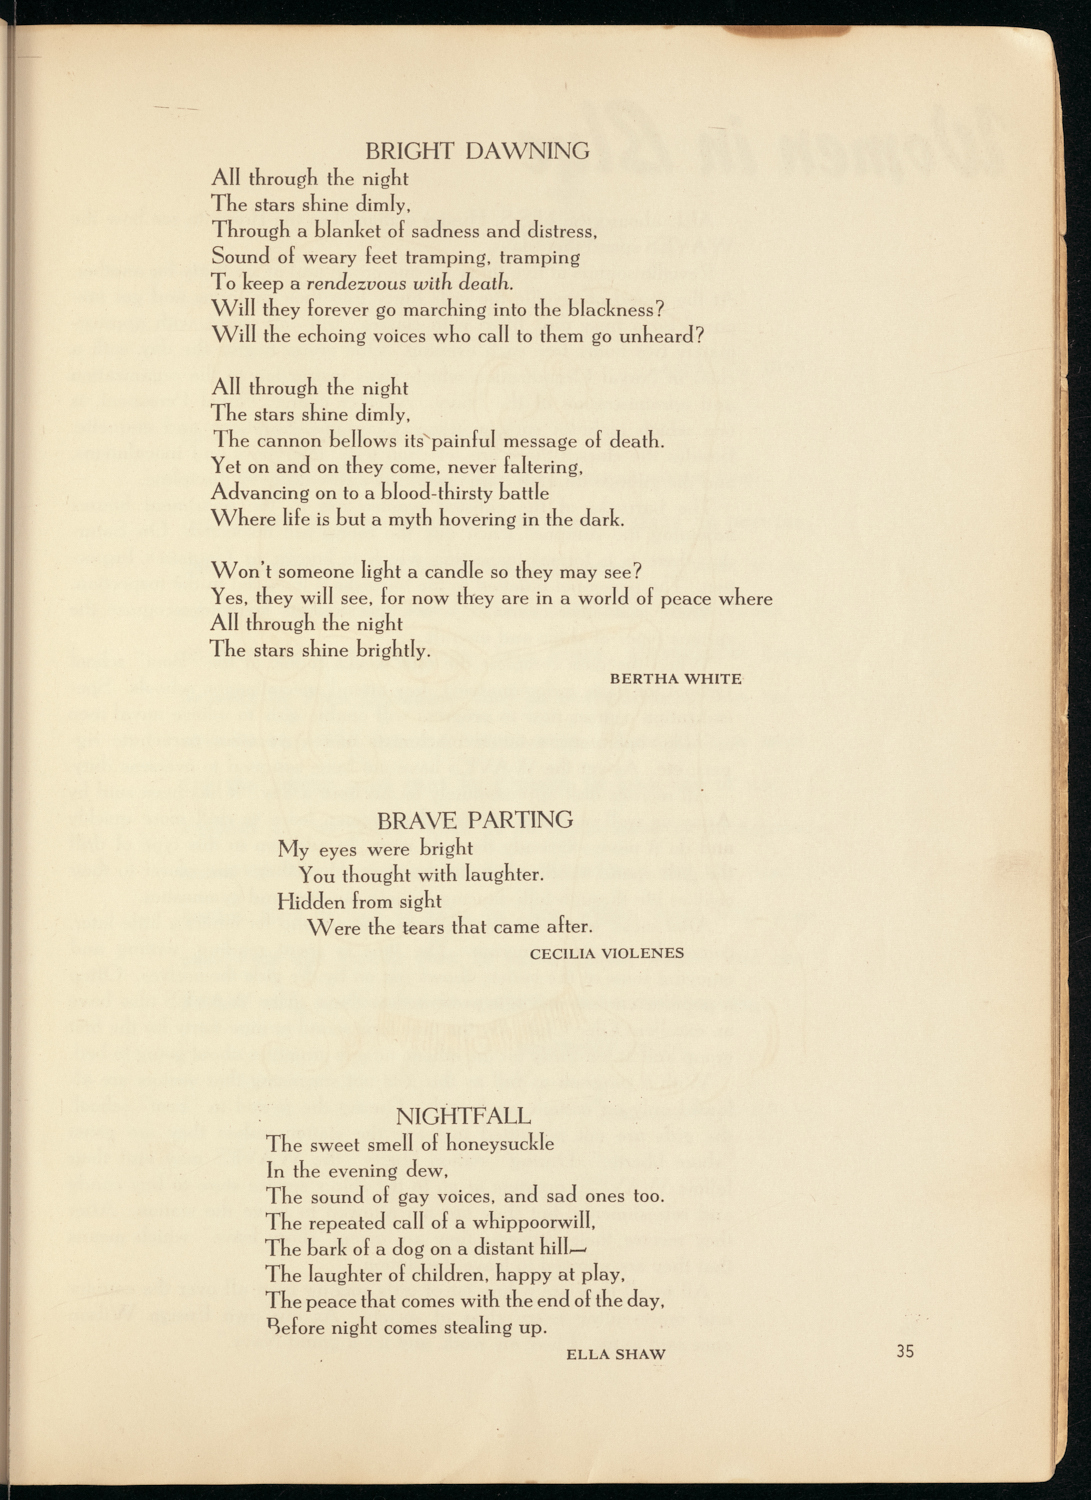 BRIGHT DAWNING
All through the night
The stars shine dimly,
Through a blanket of sadness and distress,
Sound of weary feet tramping, tramping
To keep a rendezvous with death.
Will they forever go marching into the blackness?
Will the echoing voices who call to them go unheard?
All through the night
The stars shine dimly,
The cannon bellows its painful message of death.
Yet on and on they come, never faltering,
Advancing on to a blood-thirsty battle
Where life is but a myth hovering in the dark.
Won't someone light a candle so they may see?
Yes, they will see, for now they are in a world of peace where
All through the night
The stars shine brightly.
BERTHA WHITE
BRAVE PARTING
My eyes were bright
You thought with laughter.
Hidden from sight
Were the tears that came after.
CECILIA VIOLENES
NIGHTFALL
The sweet smell of honeysuckle
In the evening dew,
The sound of gay voices, and sad ones too.
The repeated call of a whippoorwill,
The bark of a dog on a distant hill—
The laughter of children, happy at play,
The peace that comes with the end of the day,
Before night comes stealing up.
ELLA SHAW
35